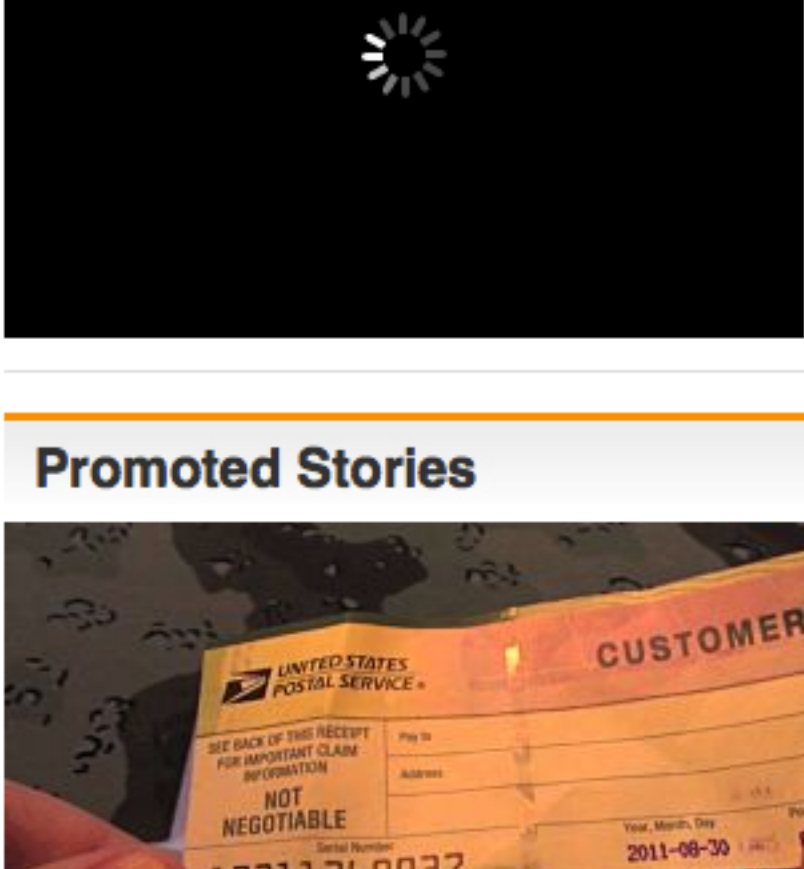 Promoted Stories
CUSTOMER
UNITED STATES
POSTAL SERVICE®
SEE BACK OF THIS RECEIPT
FOR IMPORTANT CLAIM
INFORMATION
NOT
NEGOTIABLE
Pay to
Address
Serial Number
Year, Month, Day
2011-08-30